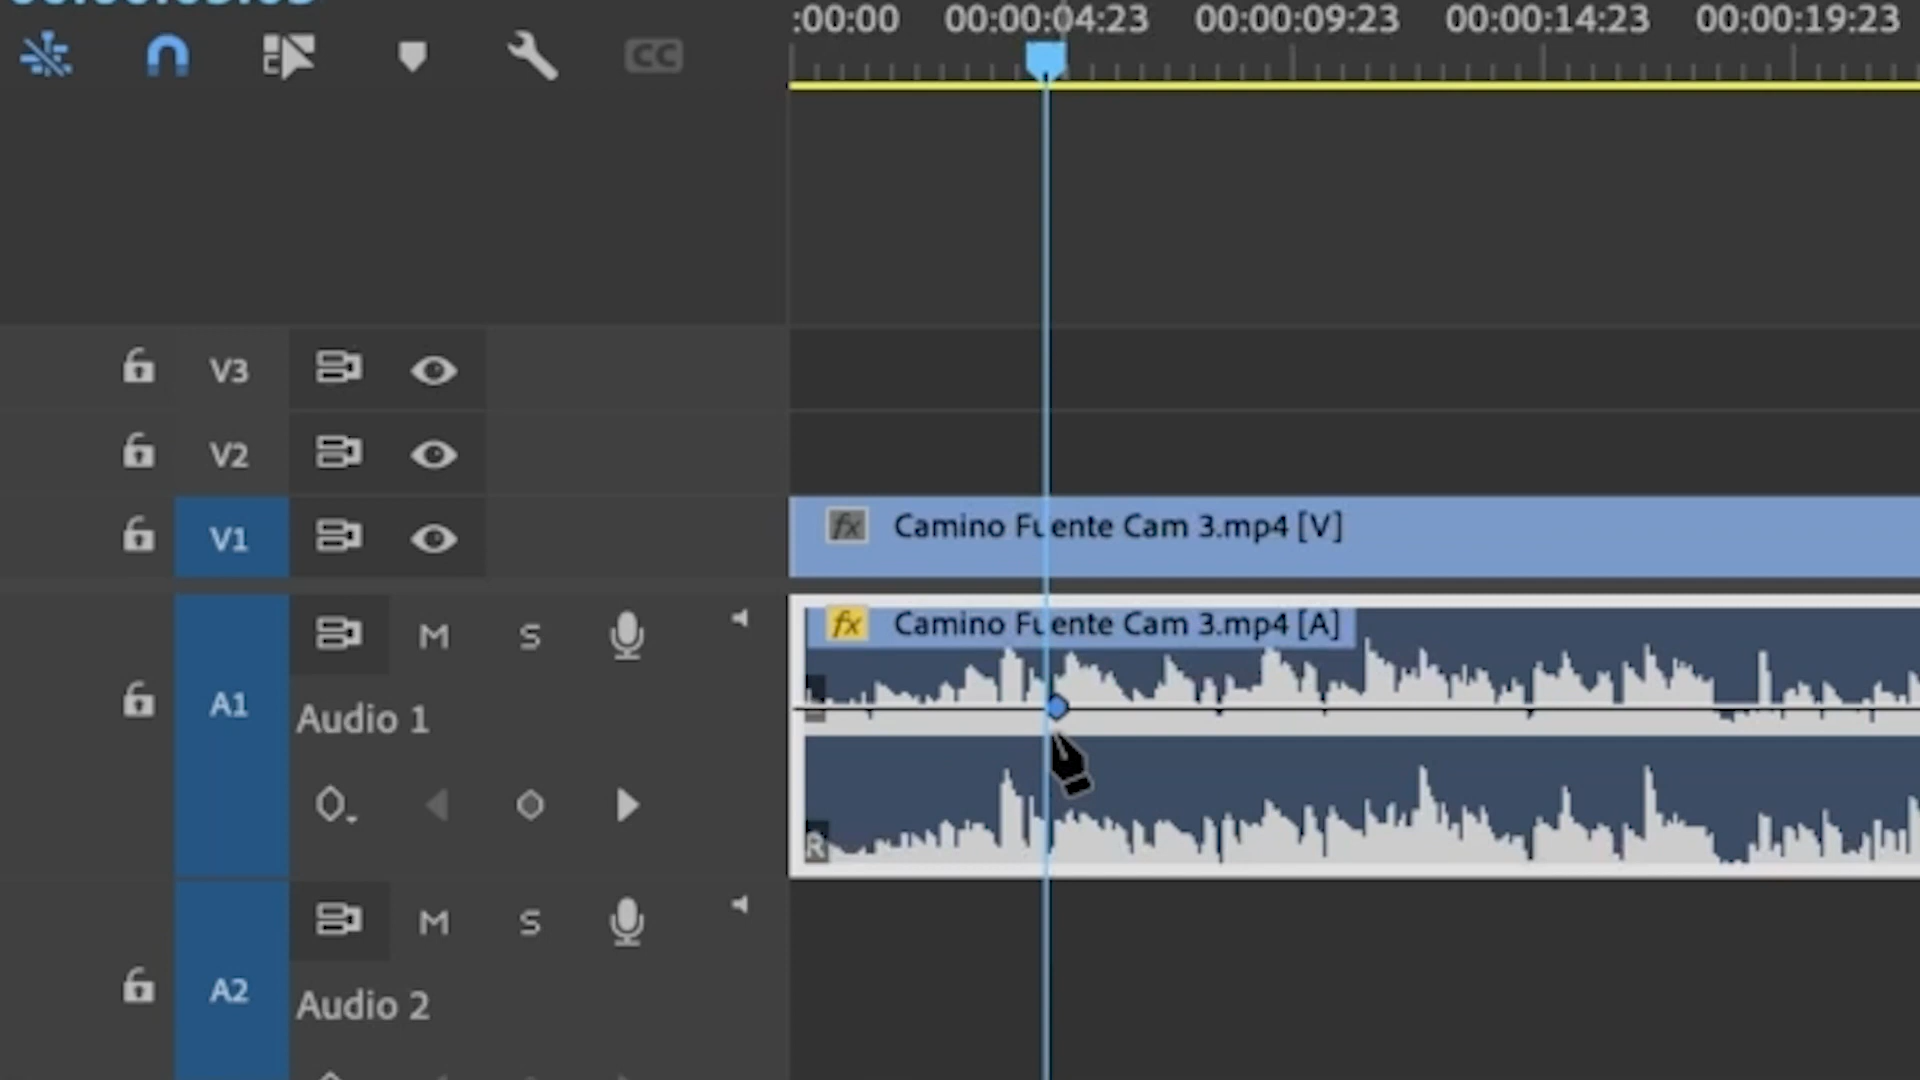 :00:00 00:00:04:23 00:00:09:23 00:00:14:23 00:00:19:23
CC
V3
V2
V1 fx Camino Fuente Cam 3.mp4 [V]
M S fx Camino Fuente Cam 3.mp4 [A]
A1 Audio 1
R
M S
A2 Audio 2